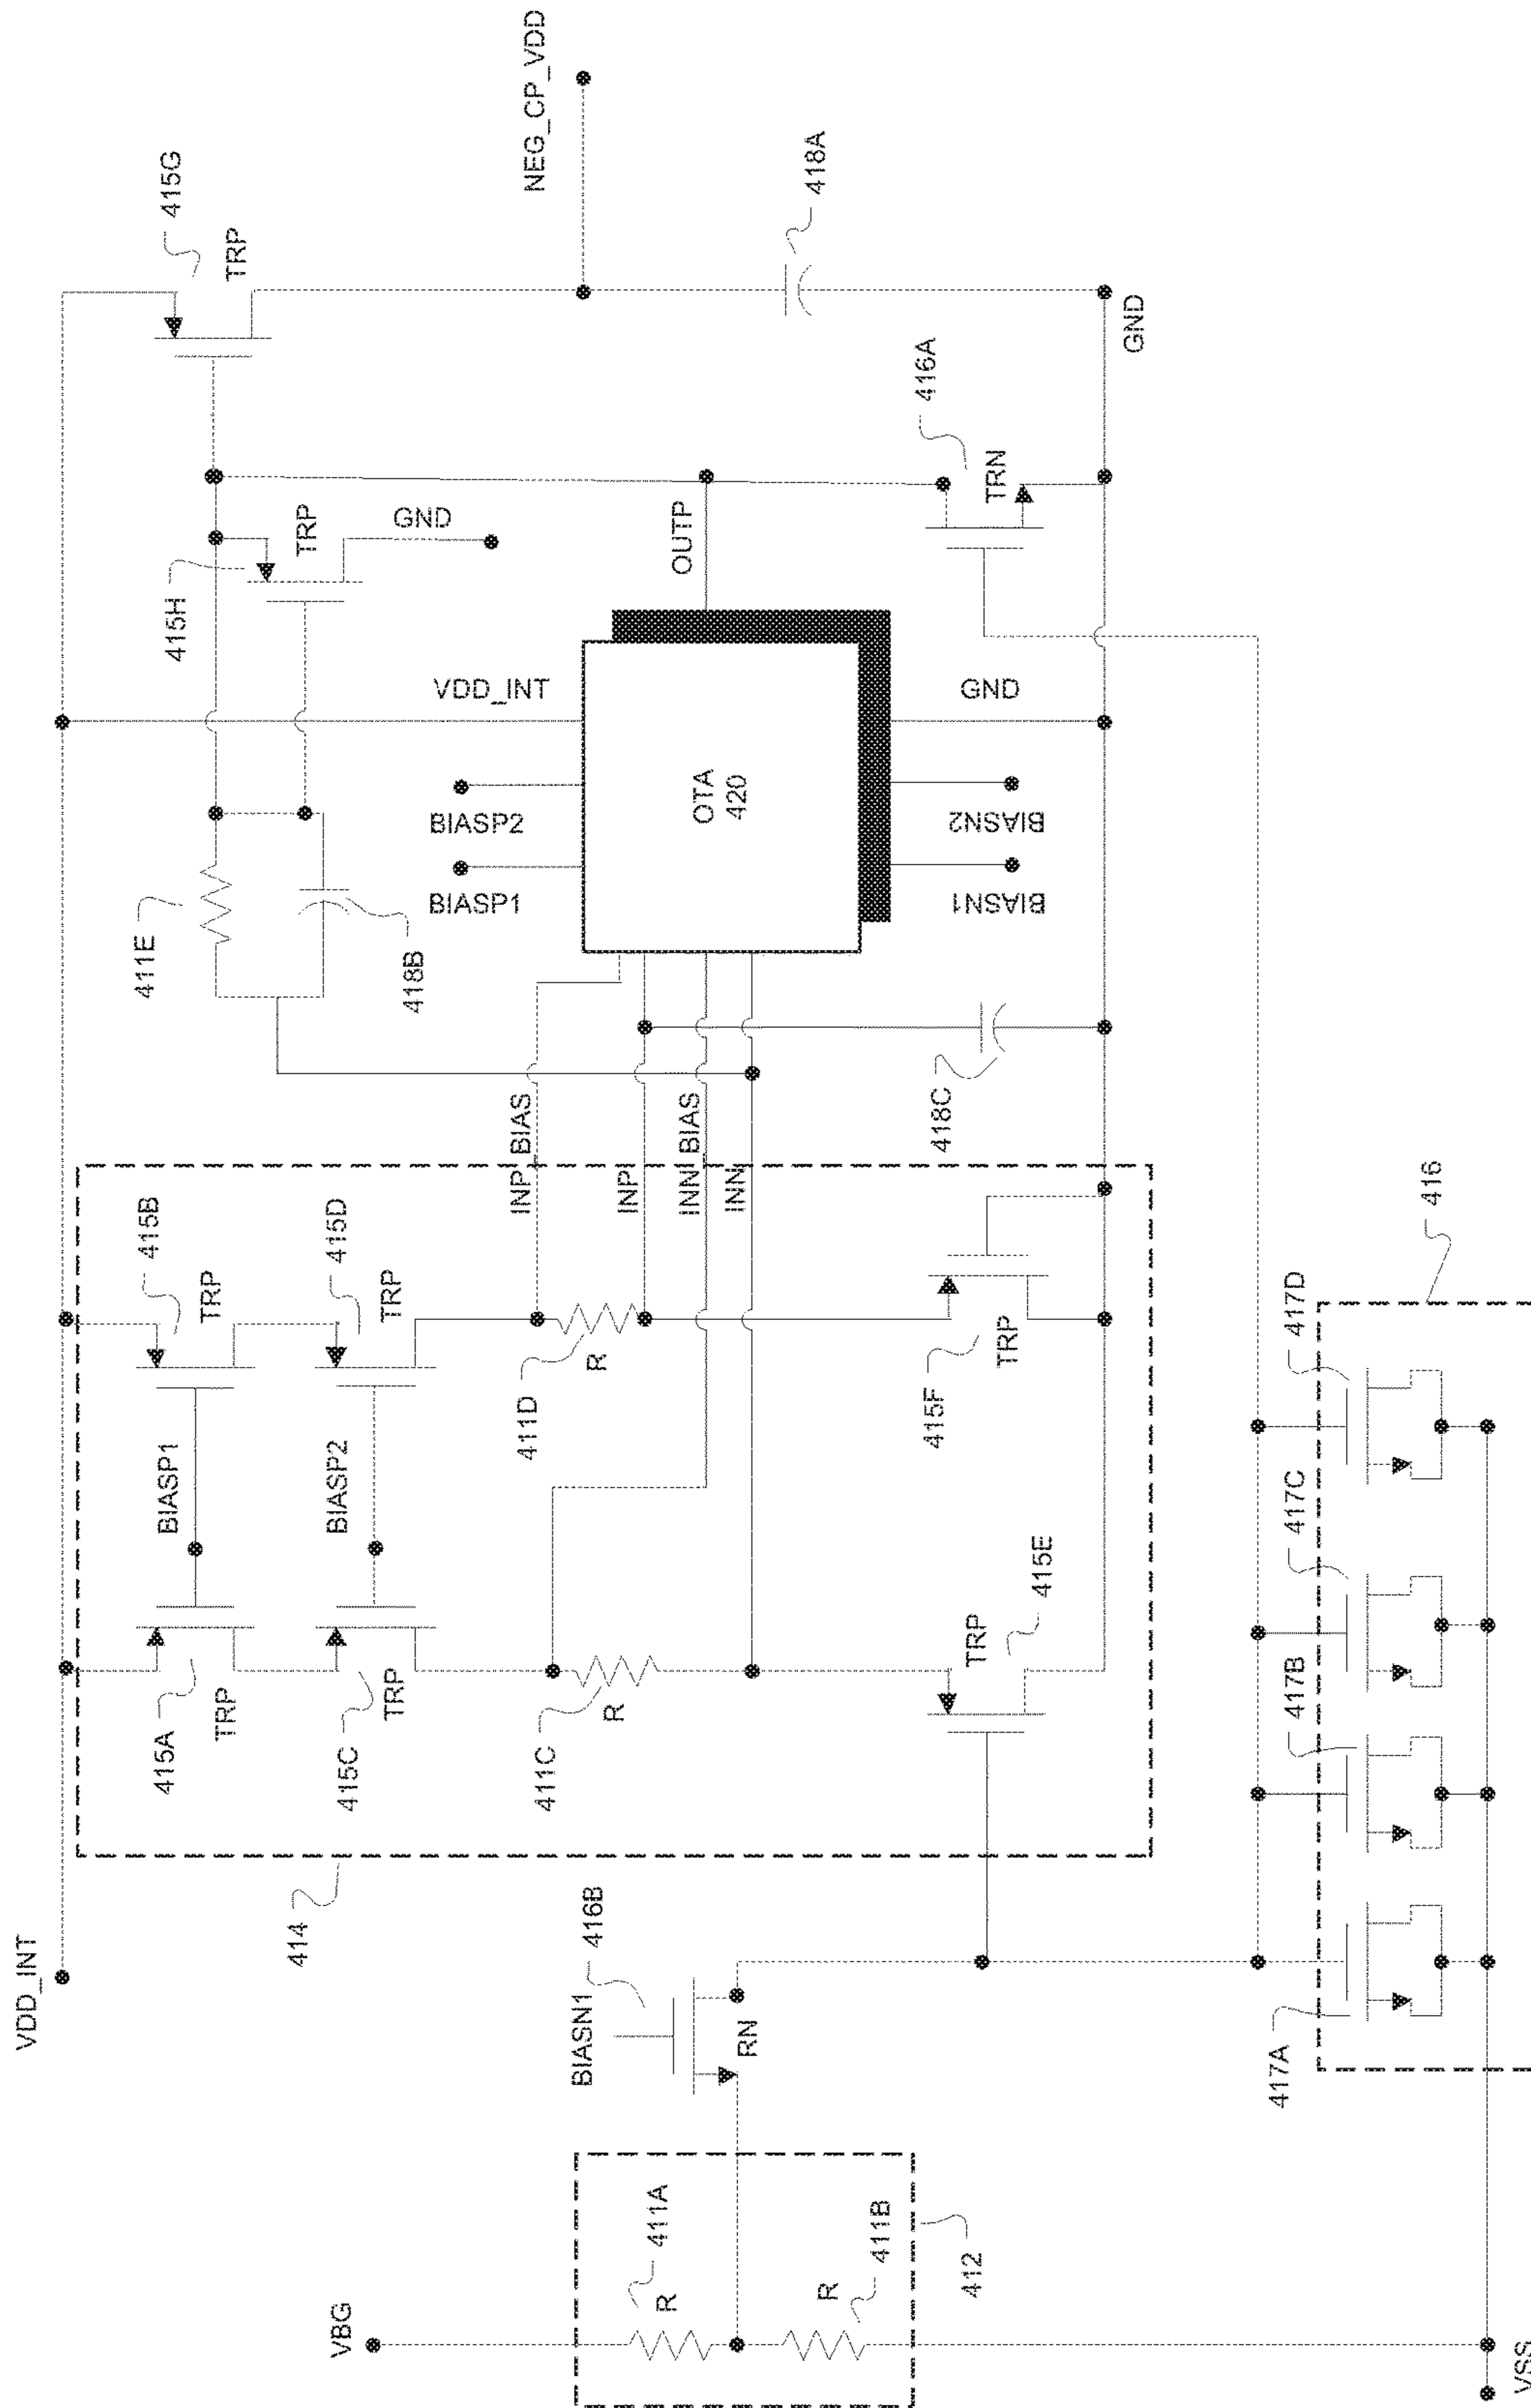 VDD_INT
VBG
VSS
411A
R
R
411B
412
BIASN1
416B
RN
417A
417B
417C
417D
416
414
415A
TRP
BIASP1
415B
TRP
415C
TRP
BIASP2
415D
TRP
411C
R
411D
R
TRP
415E
415F
TRP
INP_BIAS
INP
INN_BIAS
INN
418C
411E
418B
415H
TRP
GND
BIASP1
BIASP2
VDD_INT
OTA
420
BIASN1
BIASN2
GND
OUTP
416A
TRN
415G
TRP
NEG_CP_VDD
418A
GND